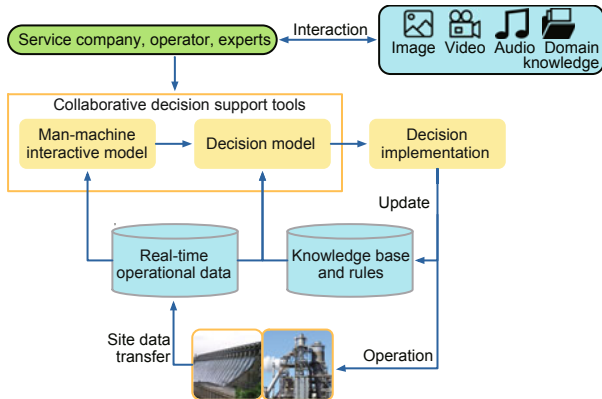 Service company, operator, experts
Interaction
Image Video Audio Domain
knowledge
Collaborative decision support tools
Man-machine
interactive model
Decision model
Decision
implementation
Update
Real-time
operational data
Knowledge base
and rules
Site data
transfer
Operation